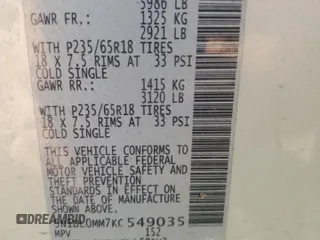 5986 LB
GAWR FR: 1325 KG
2921 LB
WITH P235/65R18 TIRES
18 X 7.5 RIMS AT 33 PSI
COLD SINGLE
GAWR RR: 1415 KG
3120 LB
WITH P235/65R18 TIRES
18 X 7.5 RIMS AT 33 PSI
COLD SINGLE
THIS VEHICLE CONFORMS TO
ALL APPLICABLE FEDERAL
MOTOR VEHICLE SAFETY AND THEFT
PREVENTION STANDARDS IN EFFECT
ON THE DATE OF MANUFACTURE
SHOWN ABOVE.
549035
MPV 152
DREAMBID.COM